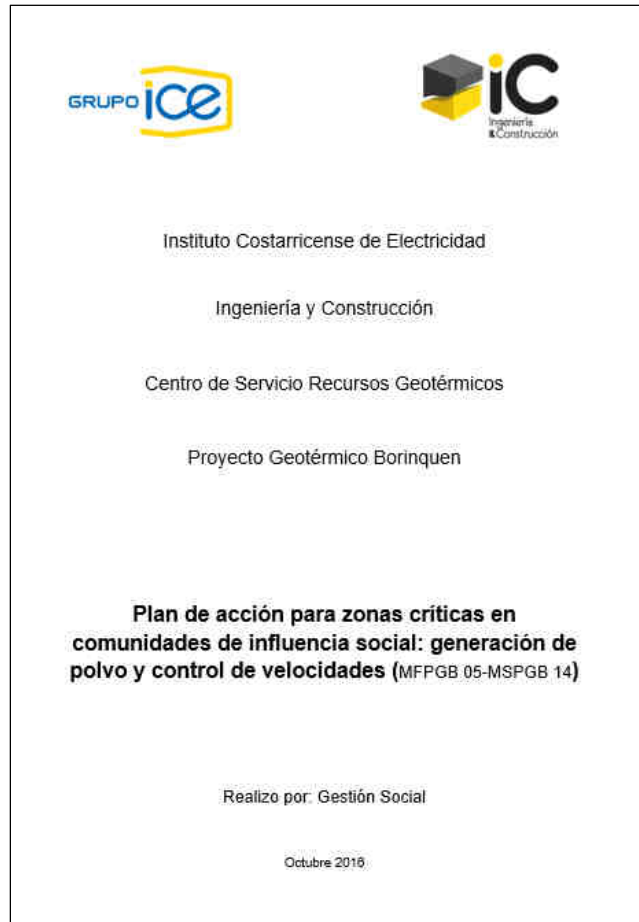 GRUPO ice
iC
Ingeniería
&Construcción
Instituto Costarricense de Electricidad
Ingeniería y Construcción
Centro de Servicio Recursos Geotérmicos
Proyecto Geotérmico Borinquen
Plan de acción para zonas críticas en
comunidades de influencia social: generación de
polvo y control de velocidades (MFPGB 05-MSPGB 14)
Realizo por: Gestión Social
Octubre 2016